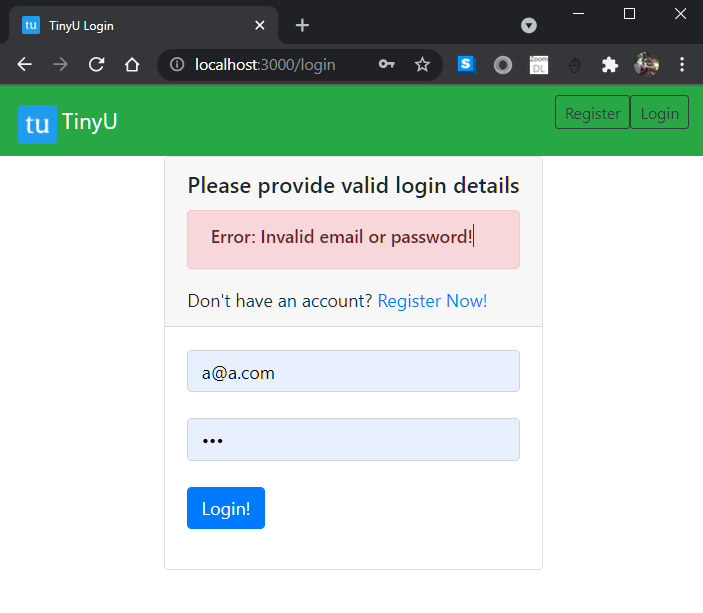 tu TinyU Login
localhost:3000/login
S
Zoom
DL
tu TinyU
Register Login
Please provide valid login details
Error: Invalid email or password!
Don't have an account? Register Now!
a@a.com
•••
Login!